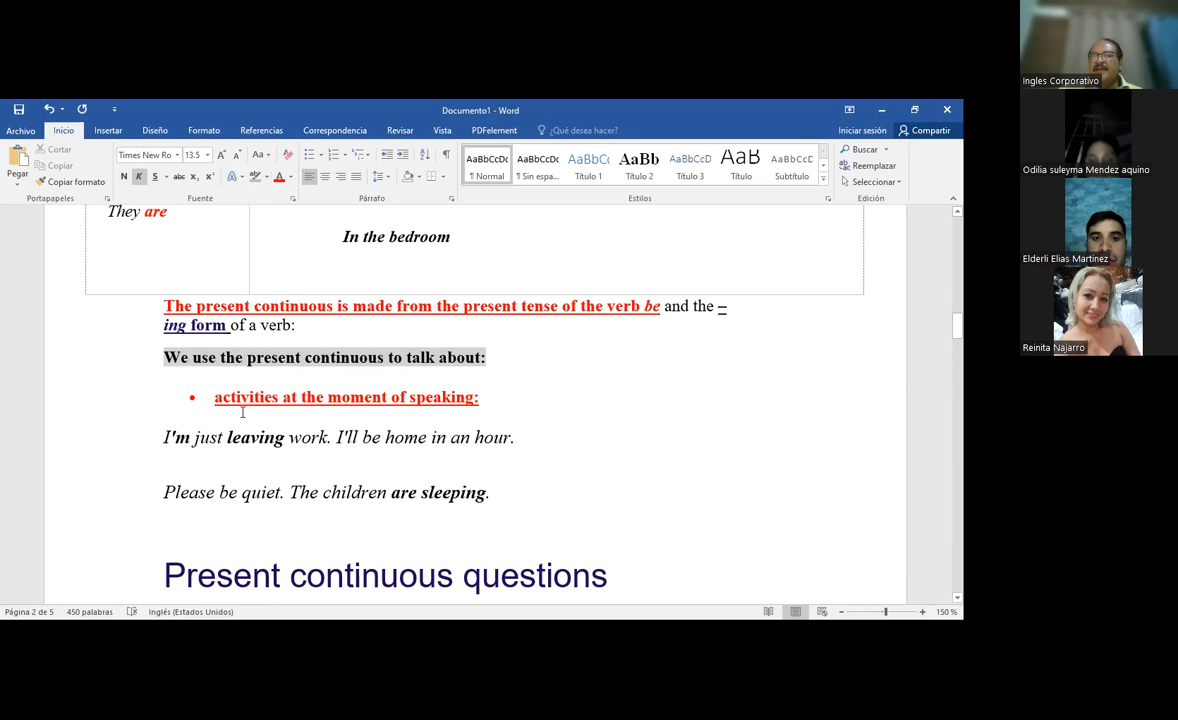 Documento1 - Word
Archivo Inicio Insertar Diseño Formato Referencias Correspondencia Revisar Vista PDFelement ¿Qué desea hacer? Iniciar sesión Compartir
Pegar
Cortar
Copiar
Copiar formato
Portapapeles
Times New Ro 13.5
Fuente
Párrafo
AaBbCcDc AaBbCcDc AaBbCcD AaBb AaBbCcD AaB AaBbCcD
¶ Normal ¶ Sin espa... Título 1 Título 2 Título 3 Título Subtítulo
Estilos
Buscar
Reemplazar
Seleccionar
Edición
They are
In the bedroom
The present continuous is made from the present tense of the verb be and the –
ing form of a verb:
We use the present continuous to talk about:
• activities at the moment of speaking:
I'm just leaving work. I'll be home in an hour.
Please be quiet. The children are sleeping.
Present continuous questions
Página 2 de 5 450 palabras Inglés (Estados Unidos) 150 %
Ingles Corporativo
Odilia suleyma Mendez aquino
Elderli Elias Martinez
Reinita Najarro